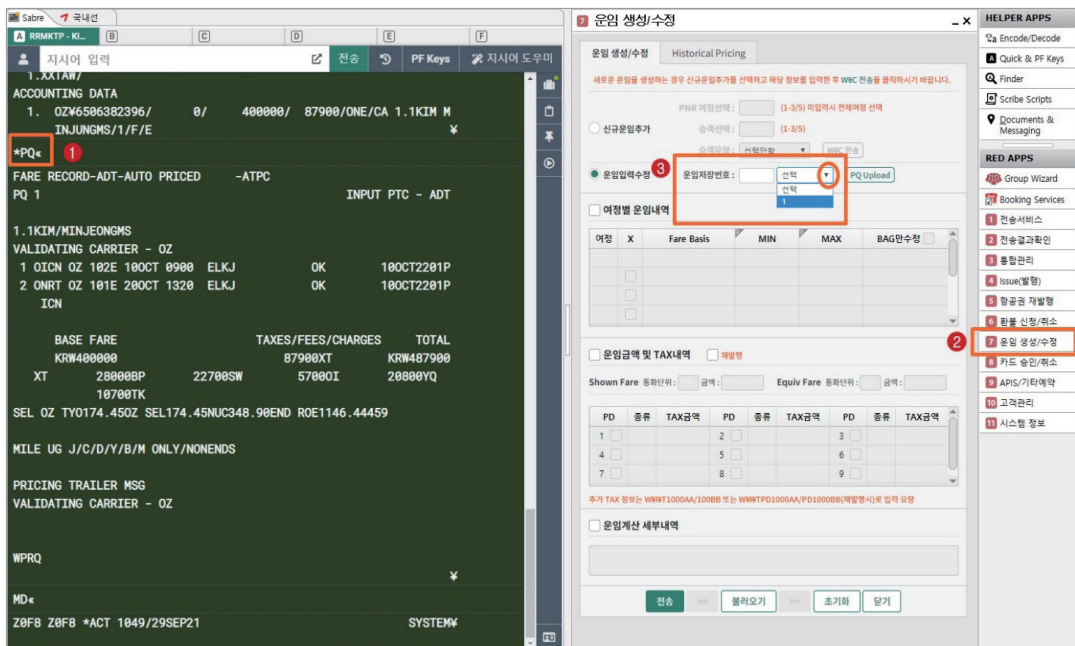 Sabre 국내선
A RRMKTP - KI... B C D E F
지시어 입력 전송 PF Keys 지시어 도우미
1.XXTAW/
ACCOUNTING DATA
1. OZ¥6506382396/ 0/ 400000/ 87900/ONE/CA 1.1KIM M
INJUNGMS/1/F/E ¥
*PQ« 1
FARE RECORD-ADT-AUTO PRICED -ATPC
PQ 1 INPUT PTC - ADT
1.1KIM/MINJEONGMS
VALIDATING CARRIER - OZ
1 OICN OZ 102E 10OCT 0900 ELKJ OK 10OCT2201P
2 ONRT OZ 101E 20OCT 1320 ELKJ OK 10OCT2201P
ICN
BASE FARE TAXES/FEES/CHARGES TOTAL
KRW400000 87900XT KRW487900
XT 28000BP 22700SW 5700OI 20800YQ
10700TK
SEL OZ TYO174.45OZ SEL174.45NUC348.90END ROE1146.44459
MILE UG J/C/D/Y/B/M ONLY/NONENDS
PRICING TRAILER MSG
VALIDATING CARRIER - OZ
WPRQ
¥
MD«
Z0F8 Z0F8 *ACT 1049/29SEP21 SYSTEM¥
7 운임 생성/수정 _ x
운임 생성/수정 Historical Pricing
새로운 운임을 생성하는 경우 신규운임추가를 선택하고 해당 정보를 입력한 후 W¥C 전송을 클릭하시기 바랍니다.
PNR 여정선택 : (1-3/5) 미입력시 전체여정 선택
신규운임추가 승객선택 : (1-3/5)
승객유형 : 선택안함 W¥C 전송
운임입력수정 3 운임저장번호 : 선택 PQ Upload
선택
1
여정별 운임내역
여정 X Fare Basis MIN MAX BAG만수정
운임금액 및 TAX내역 재발행
Shown Fare 통화단위 : 금액 : Equiv Fare 통화단위 : 금액 :
PD 종류 TAX금액 PD 종류 TAX금액 PD 종류 TAX금액
1 2 3
4 5 6
7 8 9
추가 TAX 정보는 W¥¥T1000AA/100BB 또는 W¥¥TPD1000AA/PD1000BB(재발행시)로 입력 요망
운임계산 세부내역
전송 << 불러오기 >> 초기화 닫기
HELPER APPS
Encode/Decode
Quick & PF Keys
Finder
Scribe Scripts
Documents &
Messaging
RED APPS
Group Wizard
Booking Services
1 전송서비스
2 전송결과확인
3 통합관리
4 Issue(발행)
5 항공권 재발행
6 환불 신청/취소
2
7 운임 생성/수정
8 카드 승인/취소
9 APIS/기타예약
10 고객관리
11 시스템 정보